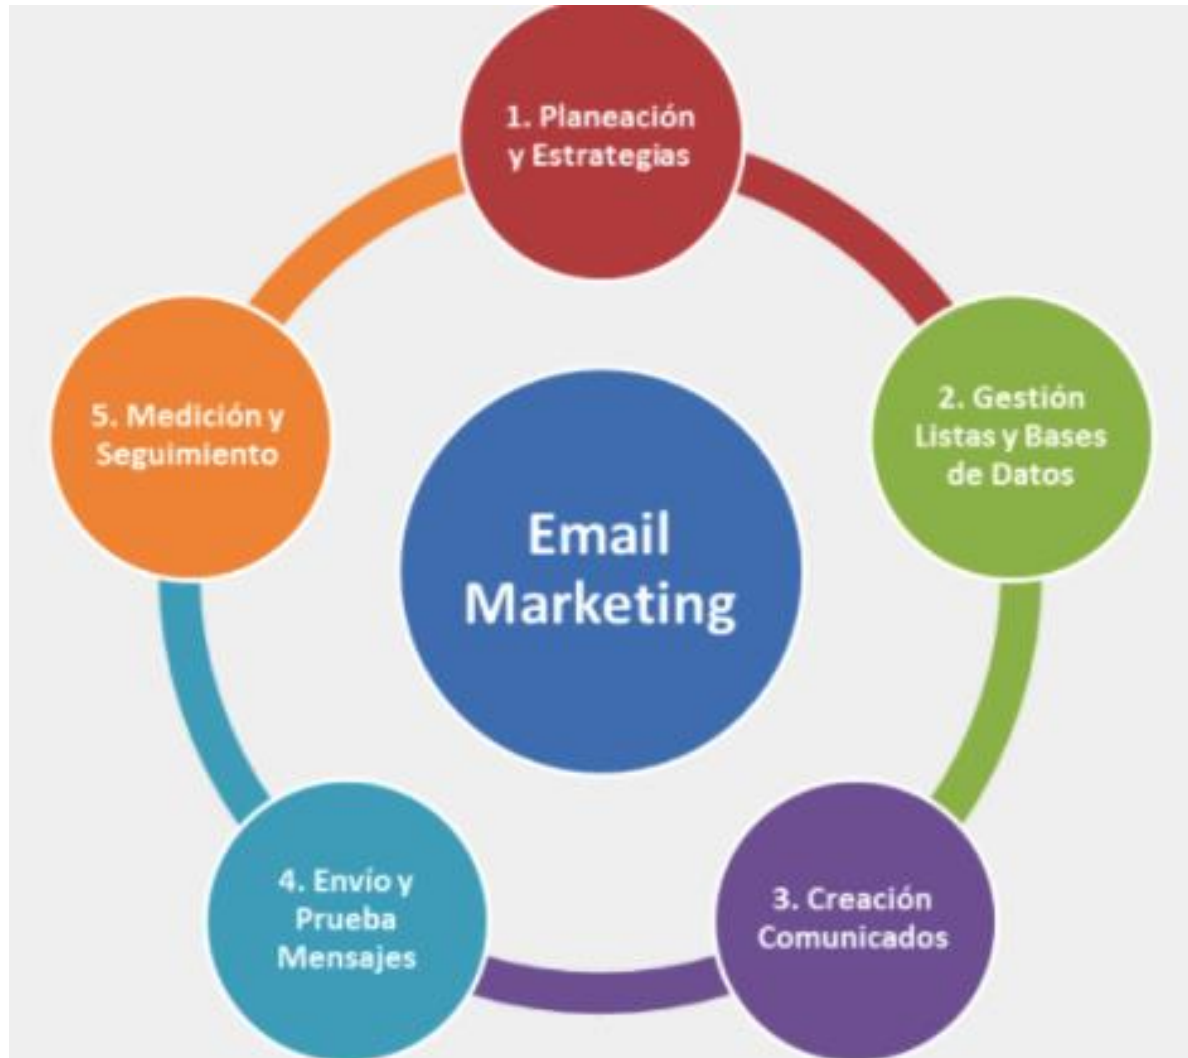 1. Planeación
y Estrategias
2. Gestión
Listas y Bases
de Datos
3. Creación
Comunicados
4. Envío y
Prueba
Mensajes
5. Medición y
Seguimiento
Email
Marketing